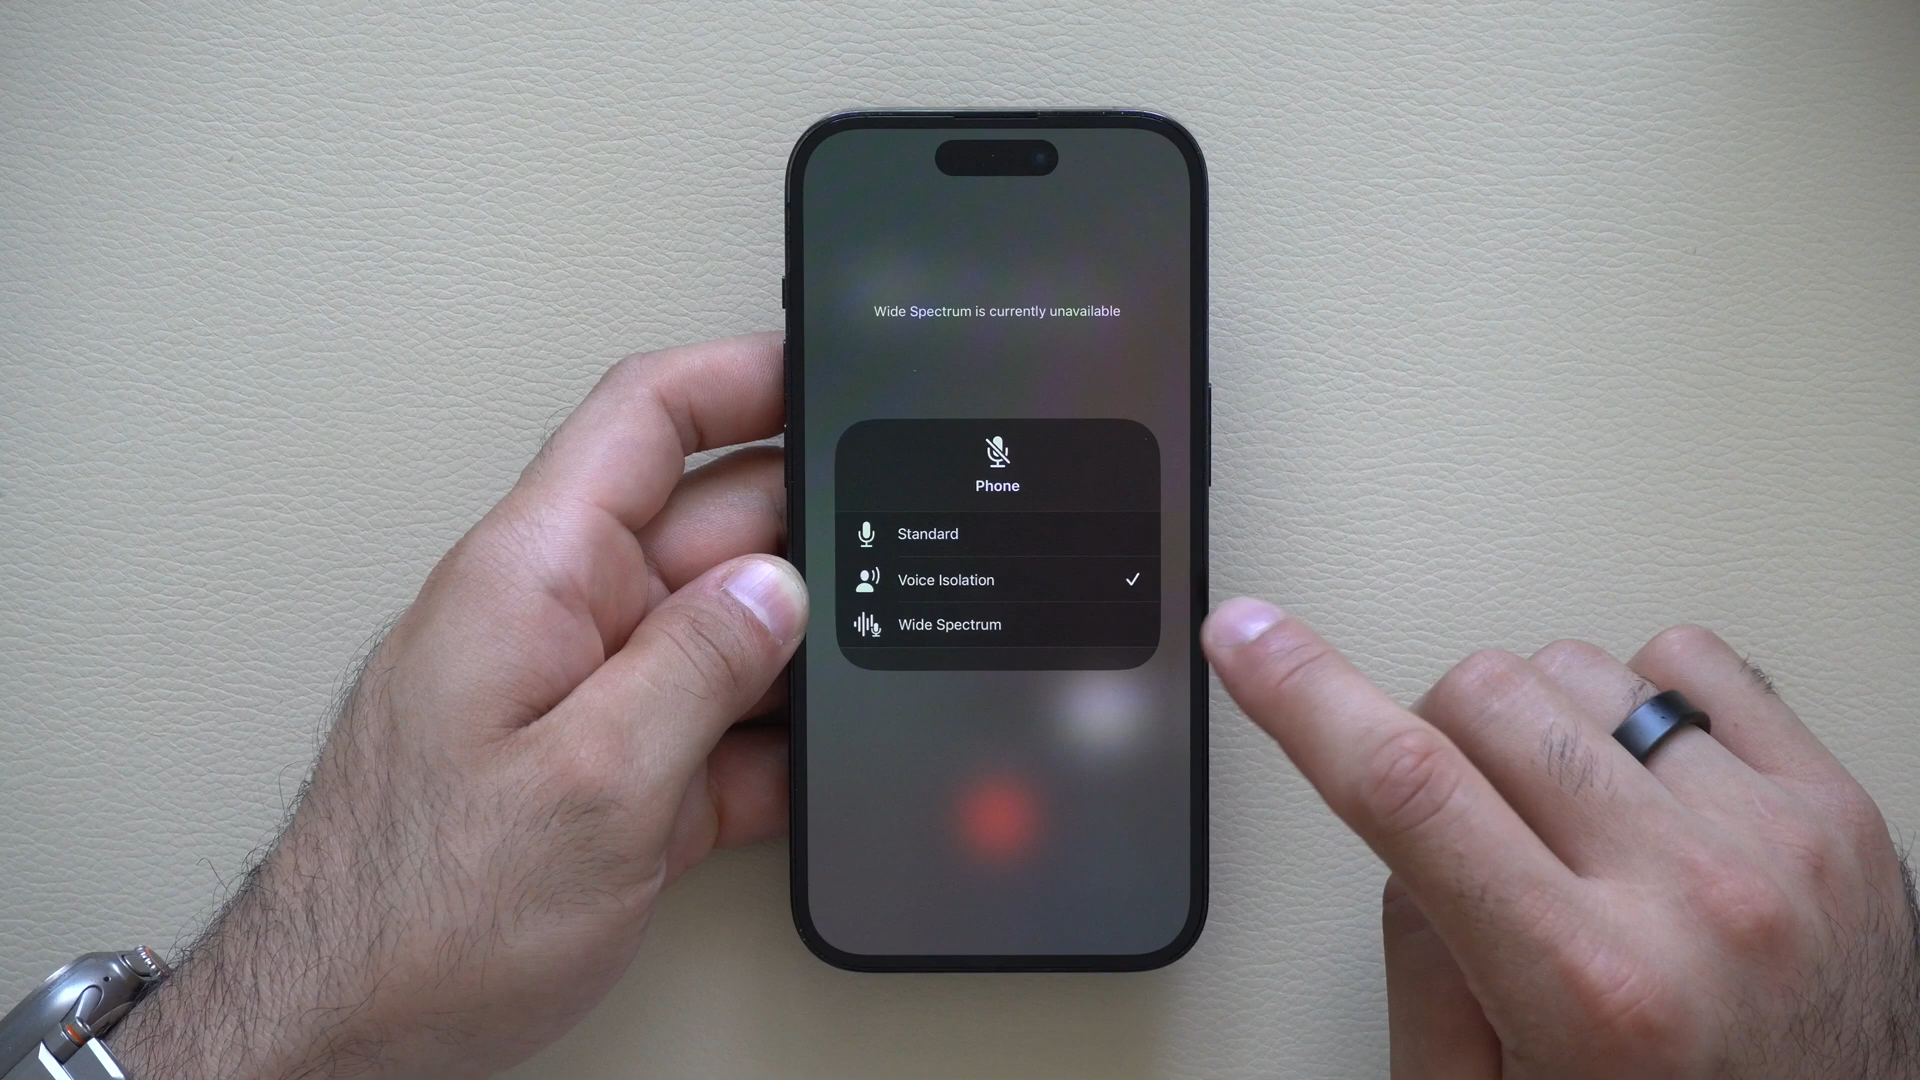 Wide Spectrum is currently unavailable
Phone
Standard
Voice Isolation
Wide Spectrum